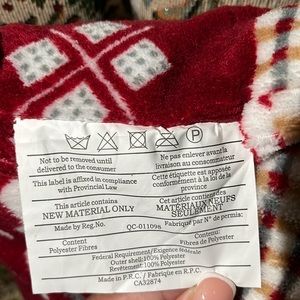 Not to be removed until
delivered to the consumer
Ne pas enlever avant la
livraison au consommateur
This label is affixed in compliance
with Provincial Law
Cette étiquette est apposée
conformément à la loi de la
province
This article contains
NEW MATERIAL ONLY
Cet article contient des
MATÉRIAUX NEUFS
SEULEMENT
Made by Reg.No.
QC-011098
Fabriqué par N° de permis:
Content
Polyester Fibres
Contenu:
Fibres de Polyester
Federal Requirement/Exigence Fédérale
Outer shell:100% Polyester
Revêtement:100% Polyester
Made in P.R.C. / Fabriqué en R.P.C.
CA32874